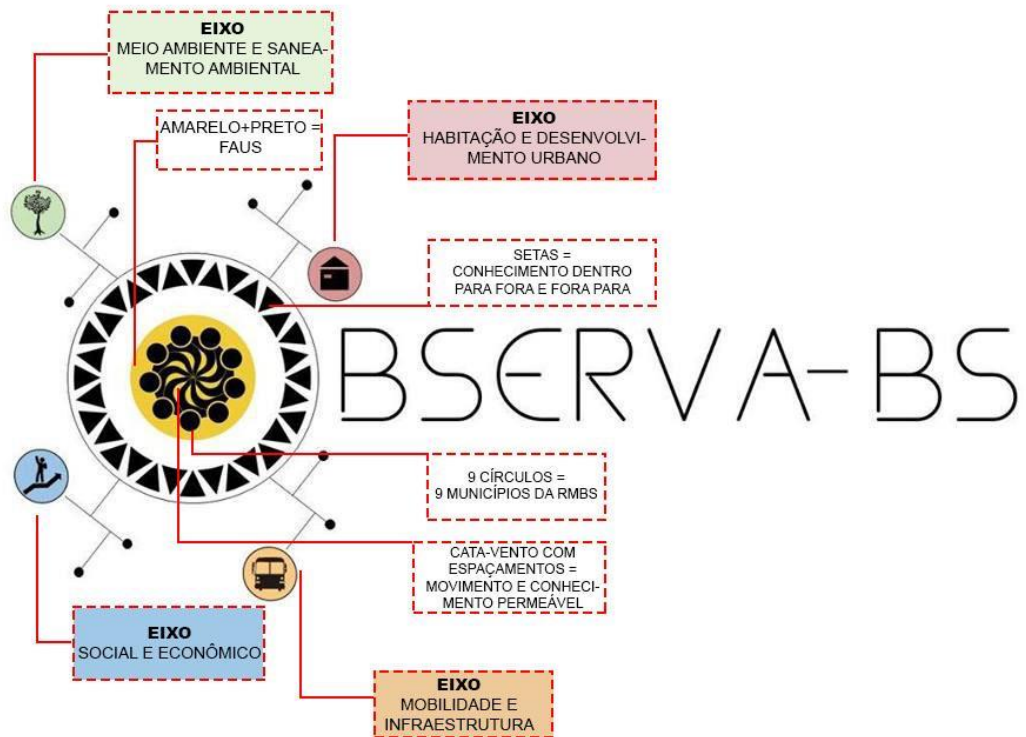 EIXO
MEIO AMBIENTE E SANEA-
MENTO AMBIENTAL
AMARELO+PRETO =
FAUS
EIXO
HABITAÇÃO E DESENVOLVI-
MENTO URBANO
SETAS =
CONHECIMENTO DENTRO
PARA FORA E FORA PARA
BSERVA-BS
9 CÍRCULOS =
9 MUNICÍPIOS DA RMBS
CATA-VENTO COM
ESPAÇAMENTOS =
MOVIMENTO E CONHECI-
MENTO PERMEÁVEL
EIXO
SOCIAL E ECONÔMICO
EIXO
MOBILIDADE E
INFRAESTRUTURA